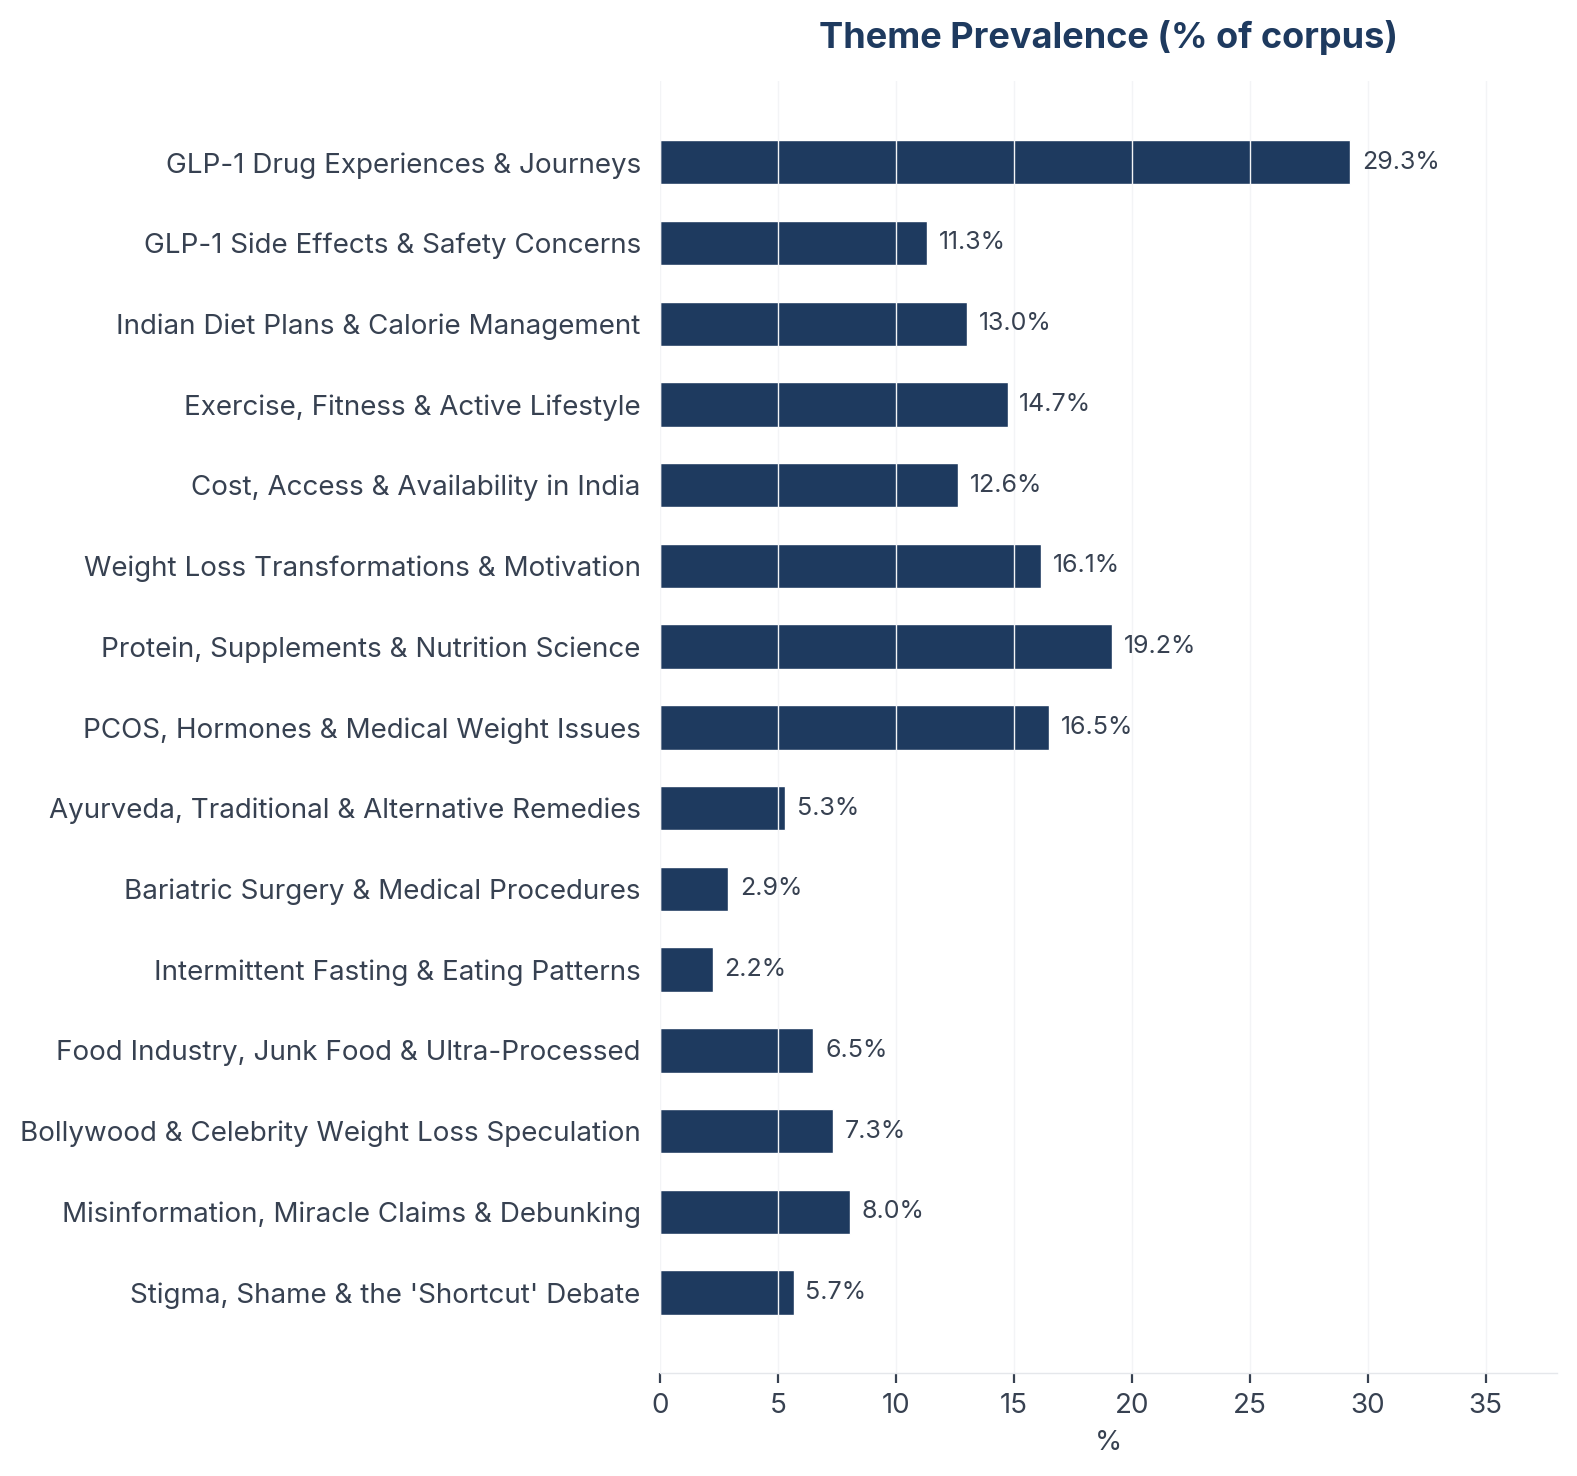 Theme Prevalence (% of corpus)
GLP-1 Drug Experiences & Journeys 29.3%
GLP-1 Side Effects & Safety Concerns 11.3%
Indian Diet Plans & Calorie Management 13.0%
Exercise, Fitness & Active Lifestyle 14.7%
Cost, Access & Availability in India 12.6%
Weight Loss Transformations & Motivation 16.1%
Protein, Supplements & Nutrition Science 19.2%
PCOS, Hormones & Medical Weight Issues 16.5%
Ayurveda, Traditional & Alternative Remedies 5.3%
Bariatric Surgery & Medical Procedures 2.9%
Intermittent Fasting & Eating Patterns 2.2%
Food Industry, Junk Food & Ultra-Processed 6.5%
Bollywood & Celebrity Weight Loss Speculation 7.3%
Misinformation, Miracle Claims & Debunking 8.0%
Stigma, Shame & the 'Shortcut' Debate 5.7%
0 5 10 15 20 25 30 35
%